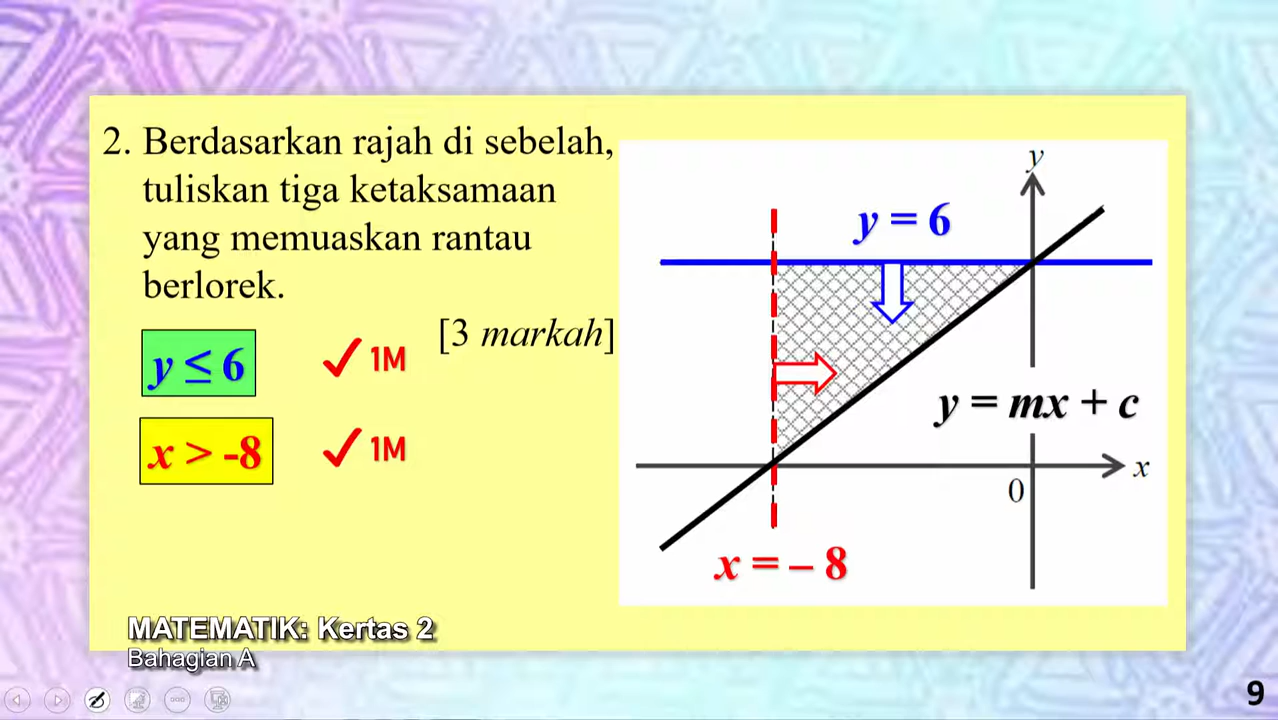 2. Berdasarkan rajah di sebelah,
tuliskan tiga ketaksamaan
yang memuaskan rantau
berlorek.
[3 markah]
y ≤ 6
✓ 1M
x > -8
✓ 1M
y
y = 6
y = mx + c
x
0
x = – 8
MATEMATIK: Kertas 2
Bahagian A
9